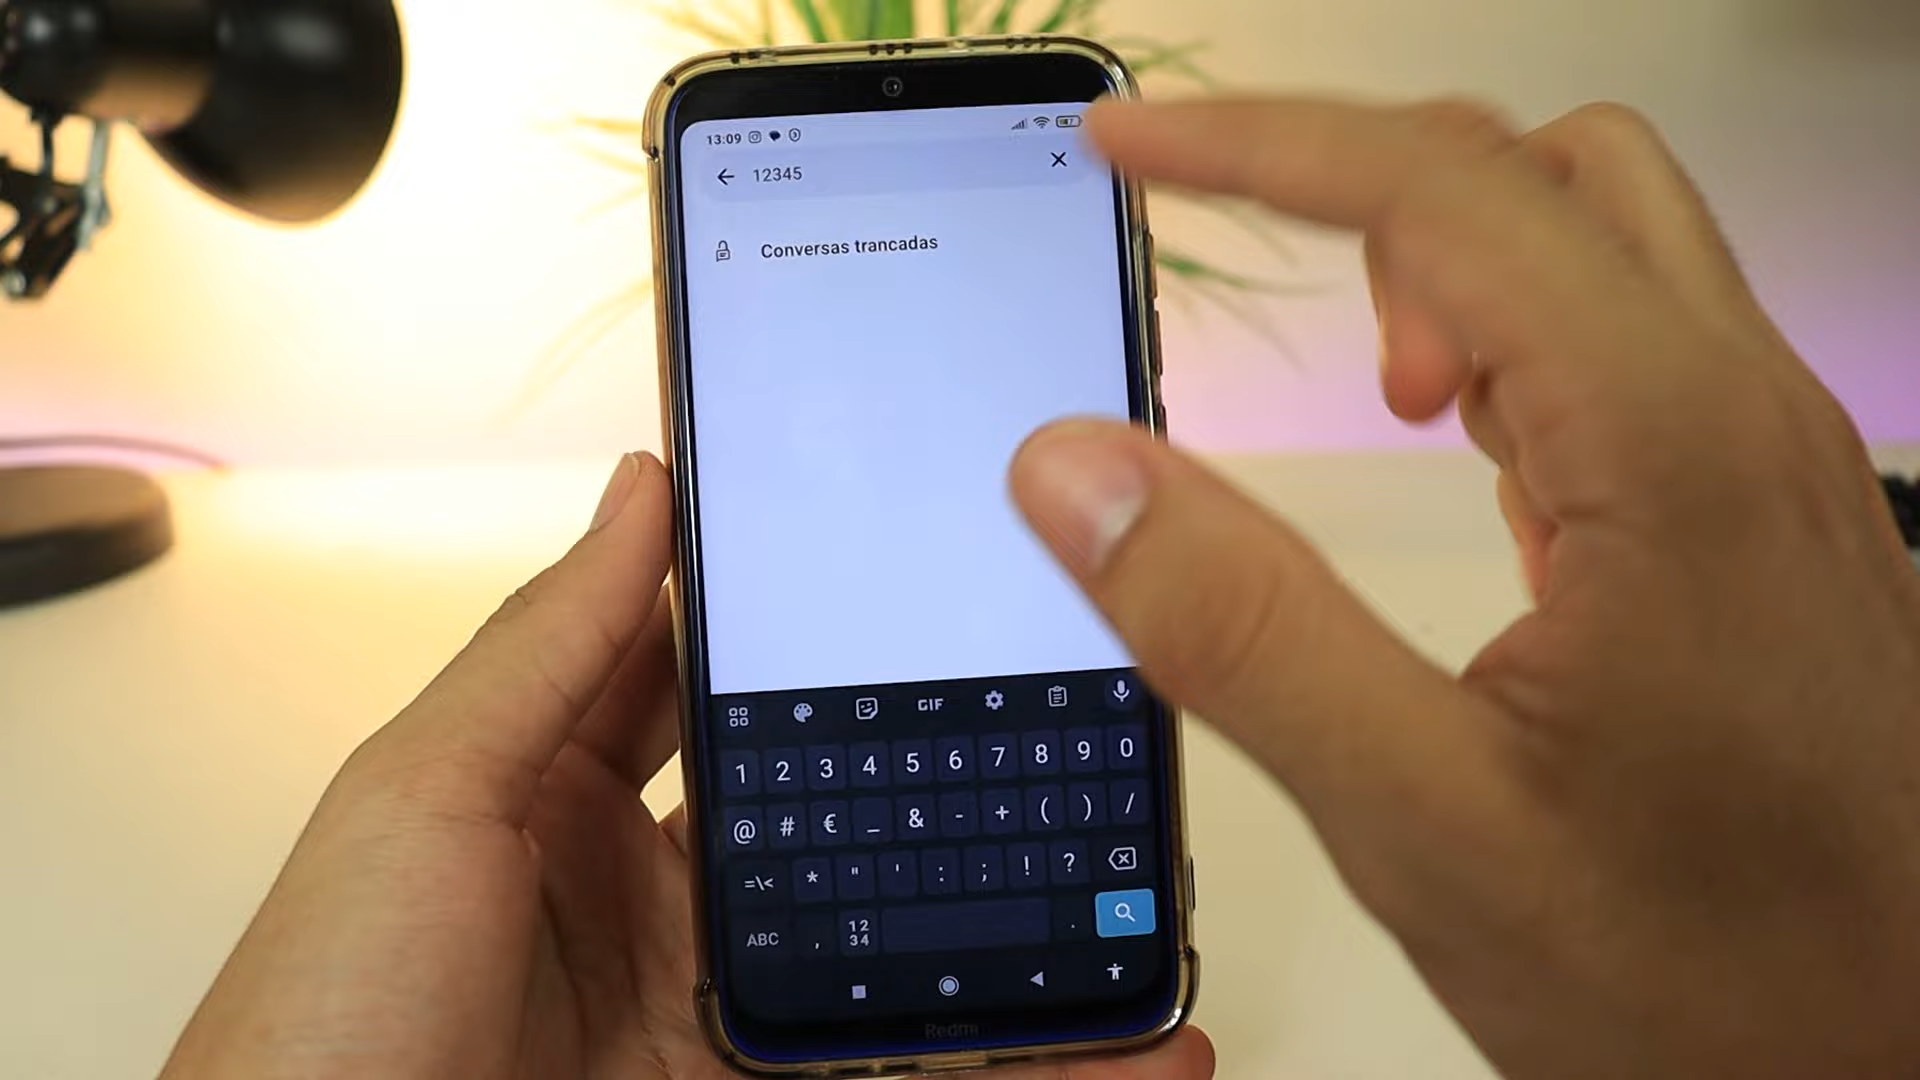 13:09
12345
Conversas trancadas
GIF
1 2 3 4 5 6 7 8 9 0
@ # € _ & - + ( ) /
=\< * " ' : ; ! ?
ABC , 12 34 .
Redmi